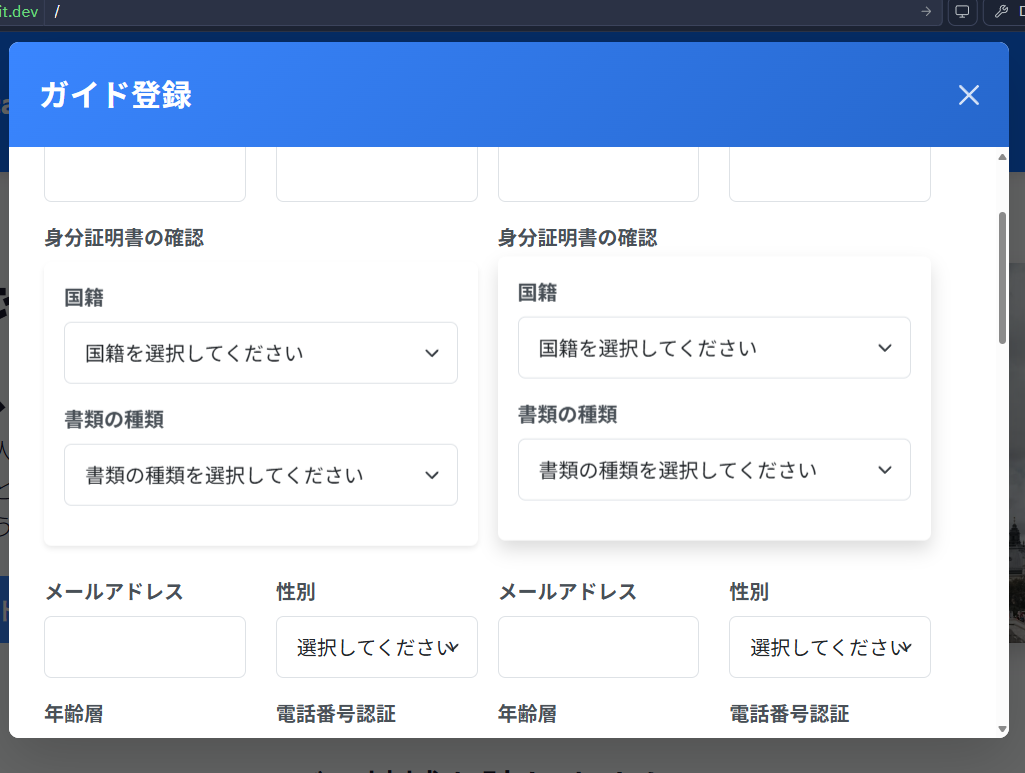 it.dev /
ガイド登録
身分証明書の確認 身分証明書の確認
国籍 国籍
国籍を選択してください 国籍を選択してください
書類の種類 書類の種類
書類の種類を選択してください 書類の種類を選択してください
メールアドレス 性別 メールアドレス 性別
選択してください 選択してください
年齢層 電話番号認証 年齢層 電話番号認証